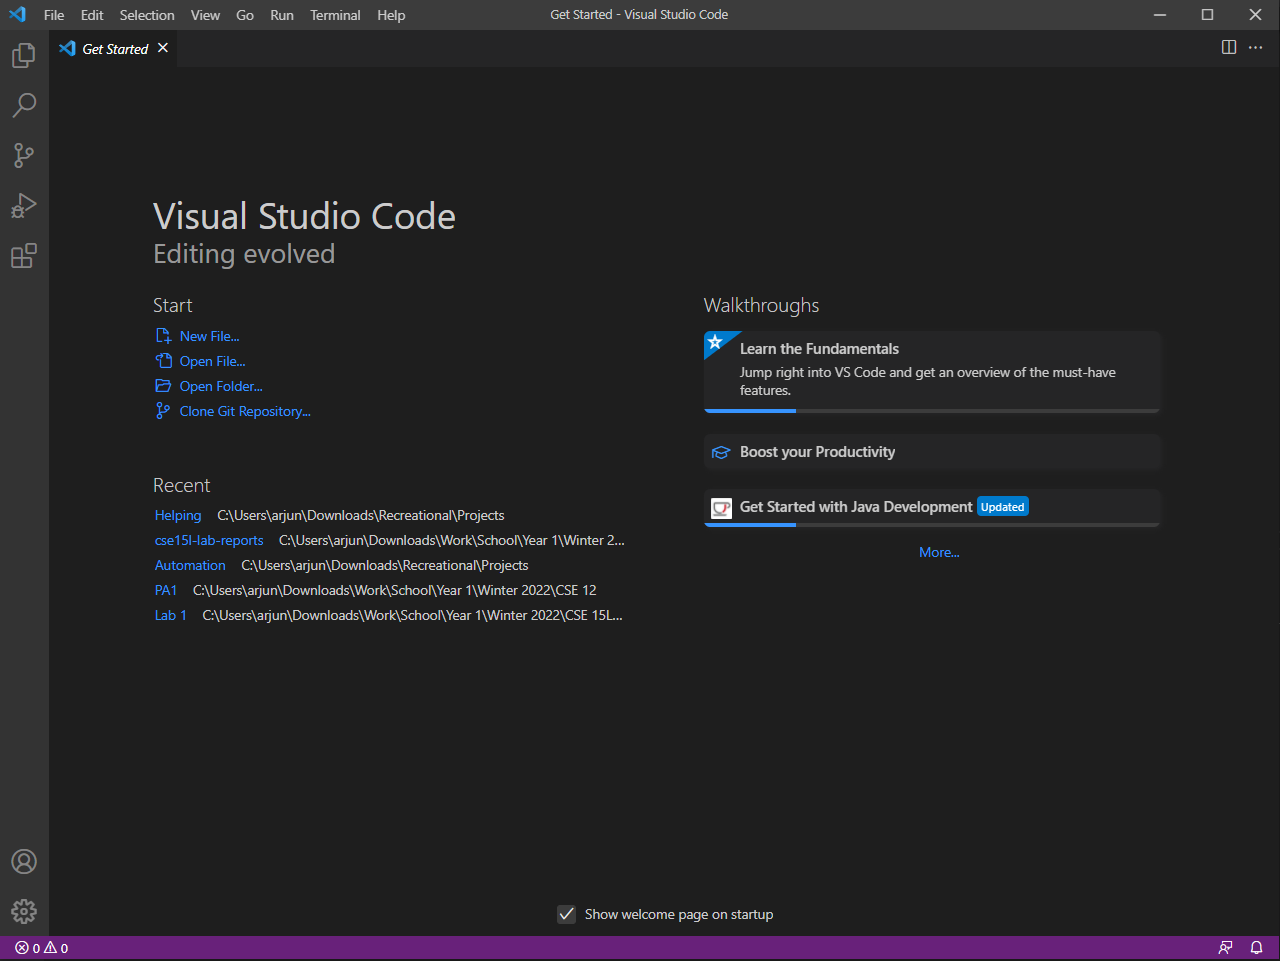 File Edit Selection View Go Run Terminal Help Get Started - Visual Studio Code
Get Started
Visual Studio Code
Editing evolved
Start
New File...
Open File...
Open Folder...
Clone Git Repository...
Recent
Helping C:\Users\arjun\Downloads\Recreational\Projects
cse15l-lab-reports C:\Users\arjun\Downloads\Work\School\Year 1\Winter 2...
Automation C:\Users\arjun\Downloads\Recreational\Projects
PA1 C:\Users\arjun\Downloads\Work\School\Year 1\Winter 2022\CSE 12
Lab 1 C:\Users\arjun\Downloads\Work\School\Year 1\Winter 2022\CSE 15L...
Walkthroughs
Learn the Fundamentals
Jump right into VS Code and get an overview of the must-have
features.
Boost your Productivity
Get Started with Java Development Updated
More...
Show welcome page on startup
0 0